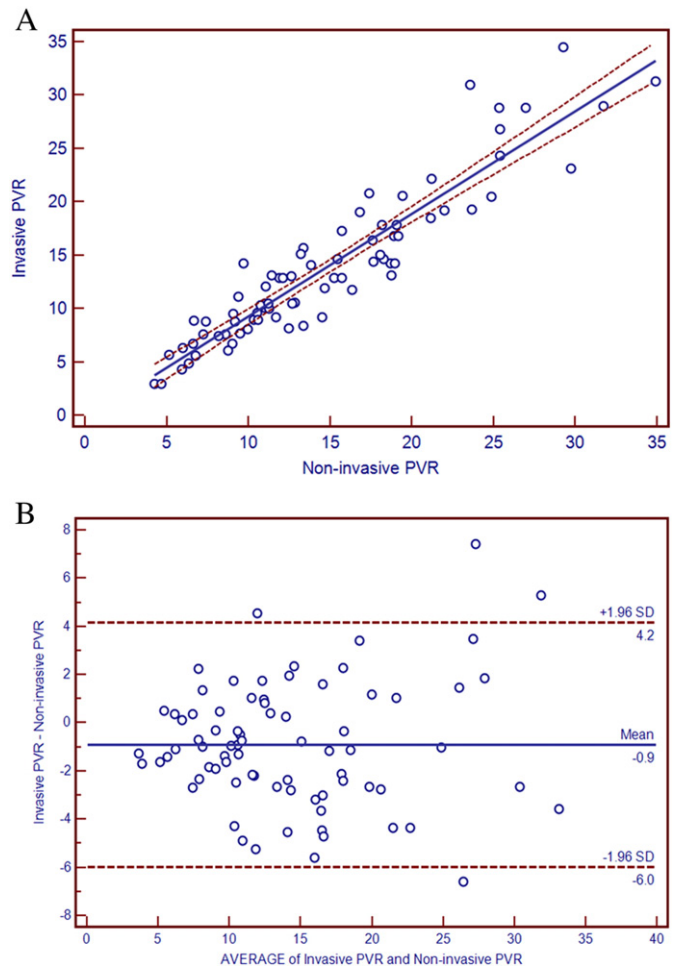 A
35
30
25
20
15
10
5
0
Invasive PVR
0 5 10 15 20 25 30 35
Non-invasive PVR
B
8
6
4
2
0
-2
-4
-6
-8
Invasive PVR - Non-invasive PVR
+1.96 SD
4.2
Mean
-0.9
-1.96 SD
-6.0
0 5 10 15 20 25 30 35 40
AVERAGE of Invasive PVR and Non-invasive PVR